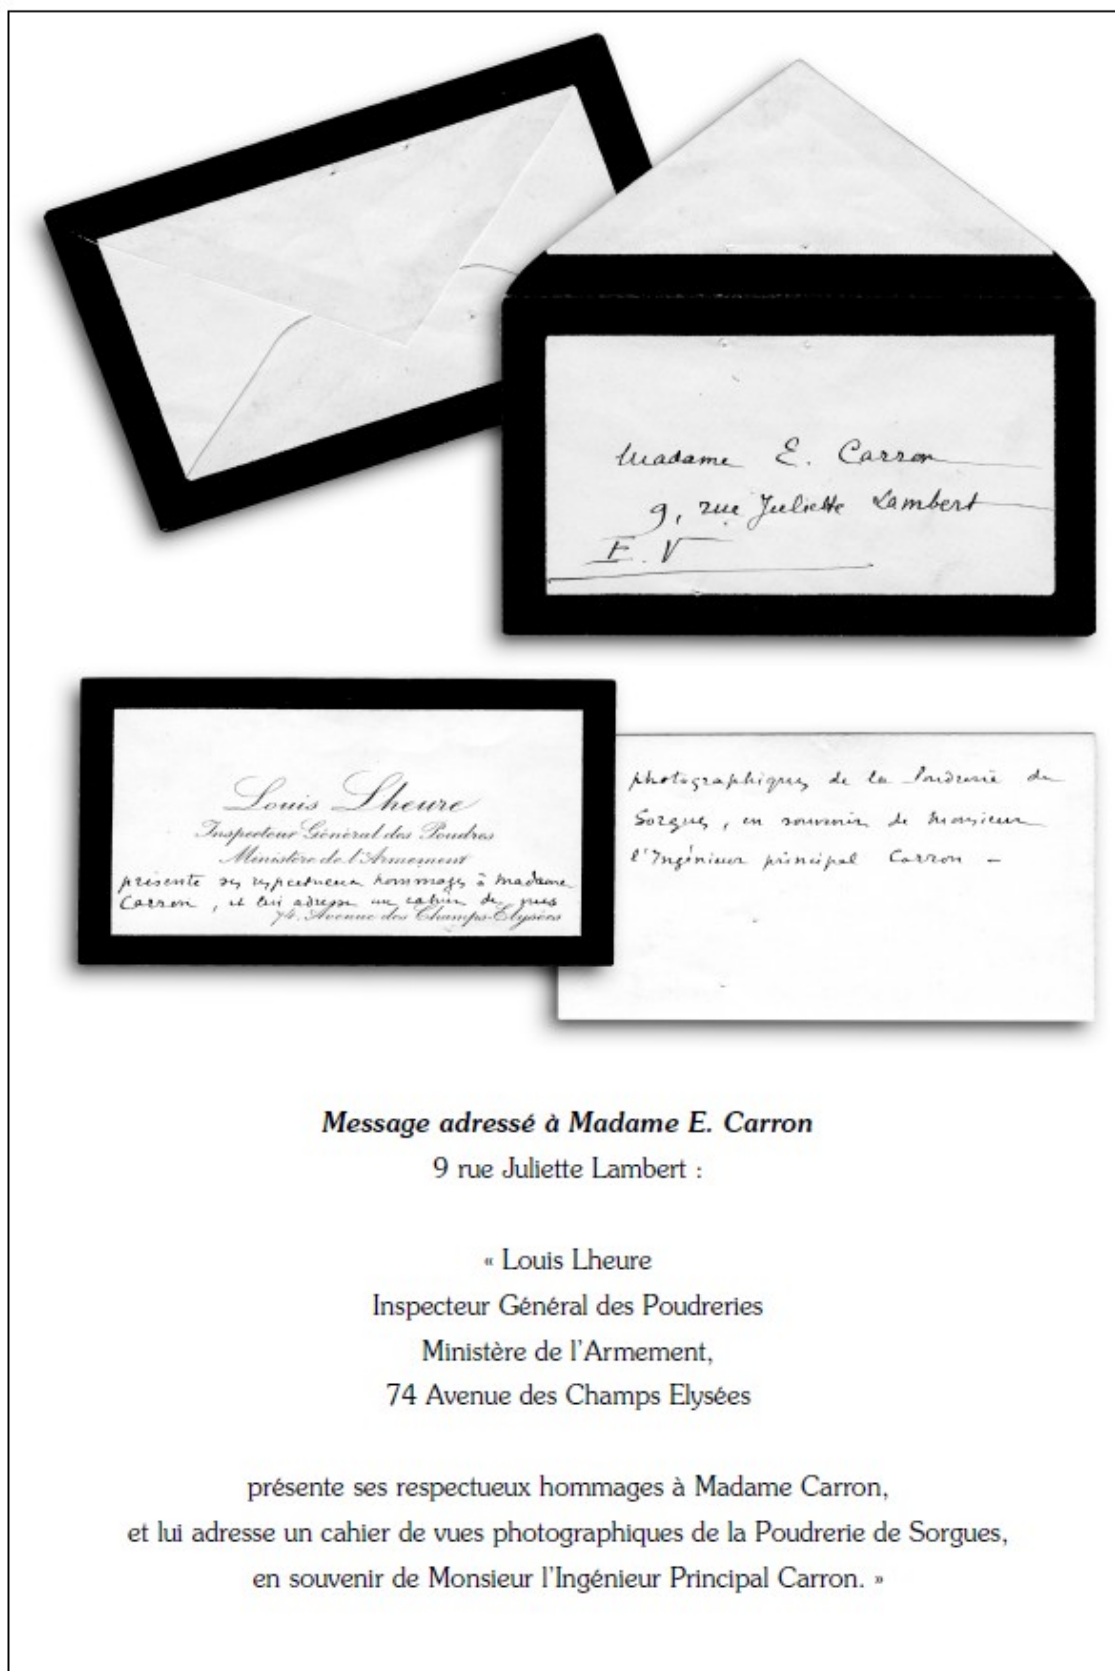 Madame E. Carron
9, rue Juliette Lambert
E. V
Louis Lheure
Inspecteur Général des Poudres
Ministère de l'Armement
présente ses respectueux hommages à Madame
Carron, et lui adresse un cahier de vues
74, Avenue des Champs-Elysées
photographiques de la Poudrerie de
Sorgues, en souvenir de Monsieur
l'Ingénieur principal Carron –
Message adressé à Madame E. Carron
9 rue Juliette Lambert :
« Louis Lheure
Inspecteur Général des Poudreries
Ministère de l'Armement,
74 Avenue des Champs Elysées
présente ses respectueux hommages à Madame Carron,
et lui adresse un cahier de vues photographiques de la Poudrerie de Sorgues,
en souvenir de Monsieur l'Ingénieur Principal Carron. »